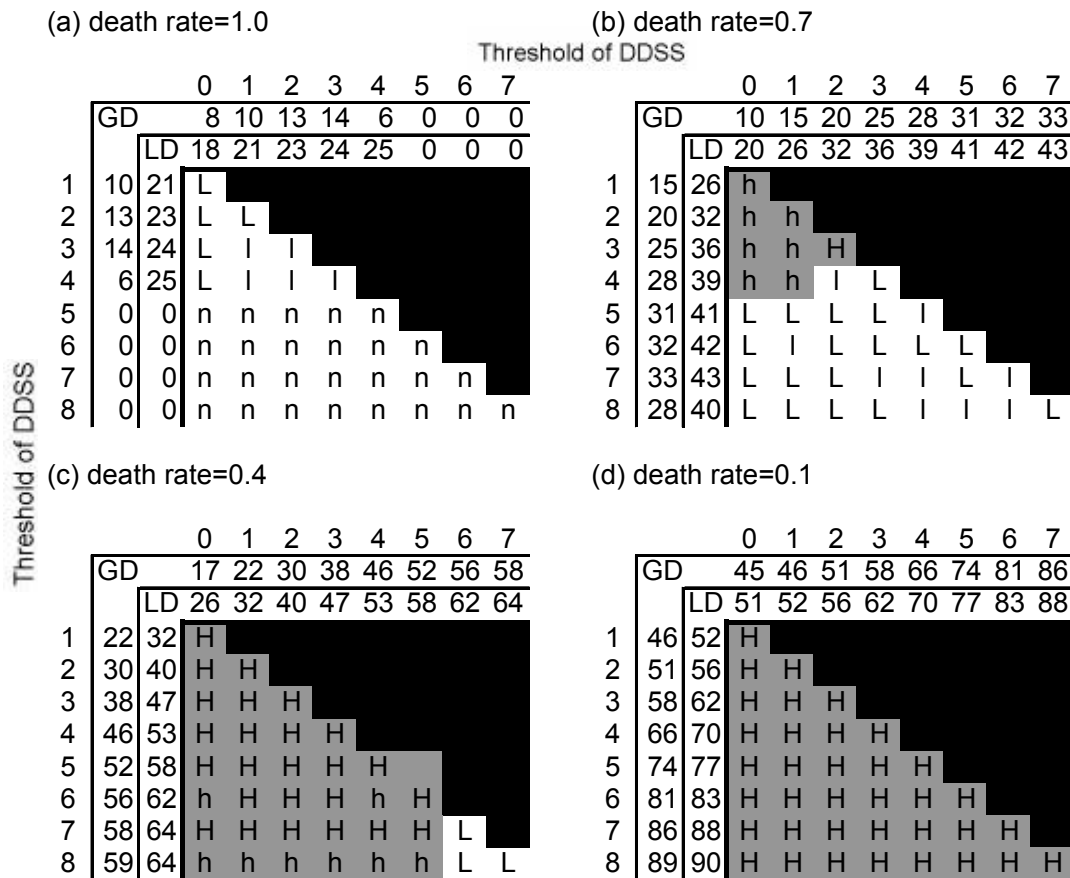 (a) death rate=1.0
Threshold of DDSS
0 1 2 3 4 5 6 7
GD 8 10 13 14 6 0 0 0
LD 18 21 23 24 25 0 0 0
1 10 21 L
2 13 23 L L
3 14 24 L l l
4 6 25 L l l l
5 0 0 n n n n n
6 0 0 n n n n n n
7 0 0 n n n n n n n
8 0 0 n n n n n n n n
(b) death rate=0.7
0 1 2 3 4 5 6 7
GD 10 15 20 25 28 31 32 33
LD 20 26 32 36 39 41 42 43
1 15 26 h
2 20 32 h h
3 25 36 h h H
4 28 39 h h l L
5 31 41 L L L L l
6 32 42 L l L L L L
7 33 43 L L L l l L l
8 28 40 L L L L l l l L
Threshold of DDSS
(c) death rate=0.4
0 1 2 3 4 5 6 7
GD 17 22 30 38 46 52 56 58
LD 26 32 40 47 53 58 62 64
1 22 32 H
2 30 40 H H
3 38 47 H H H
4 46 53 H H H H
5 52 58 H H H H H
6 56 62 h H H H h H
7 58 64 H H H H H H L
8 59 64 h h h h h h L L
(d) death rate=0.1
0 1 2 3 4 5 6 7
GD 45 46 51 58 66 74 81 86
LD 51 52 56 62 70 77 83 88
1 46 52 H
2 51 56 H H
3 58 62 H H H
4 66 70 H H H H
5 74 77 H H H H H
6 81 83 H H H H H H
7 86 88 H H H H H H H
8 89 90 H H H H H H H H